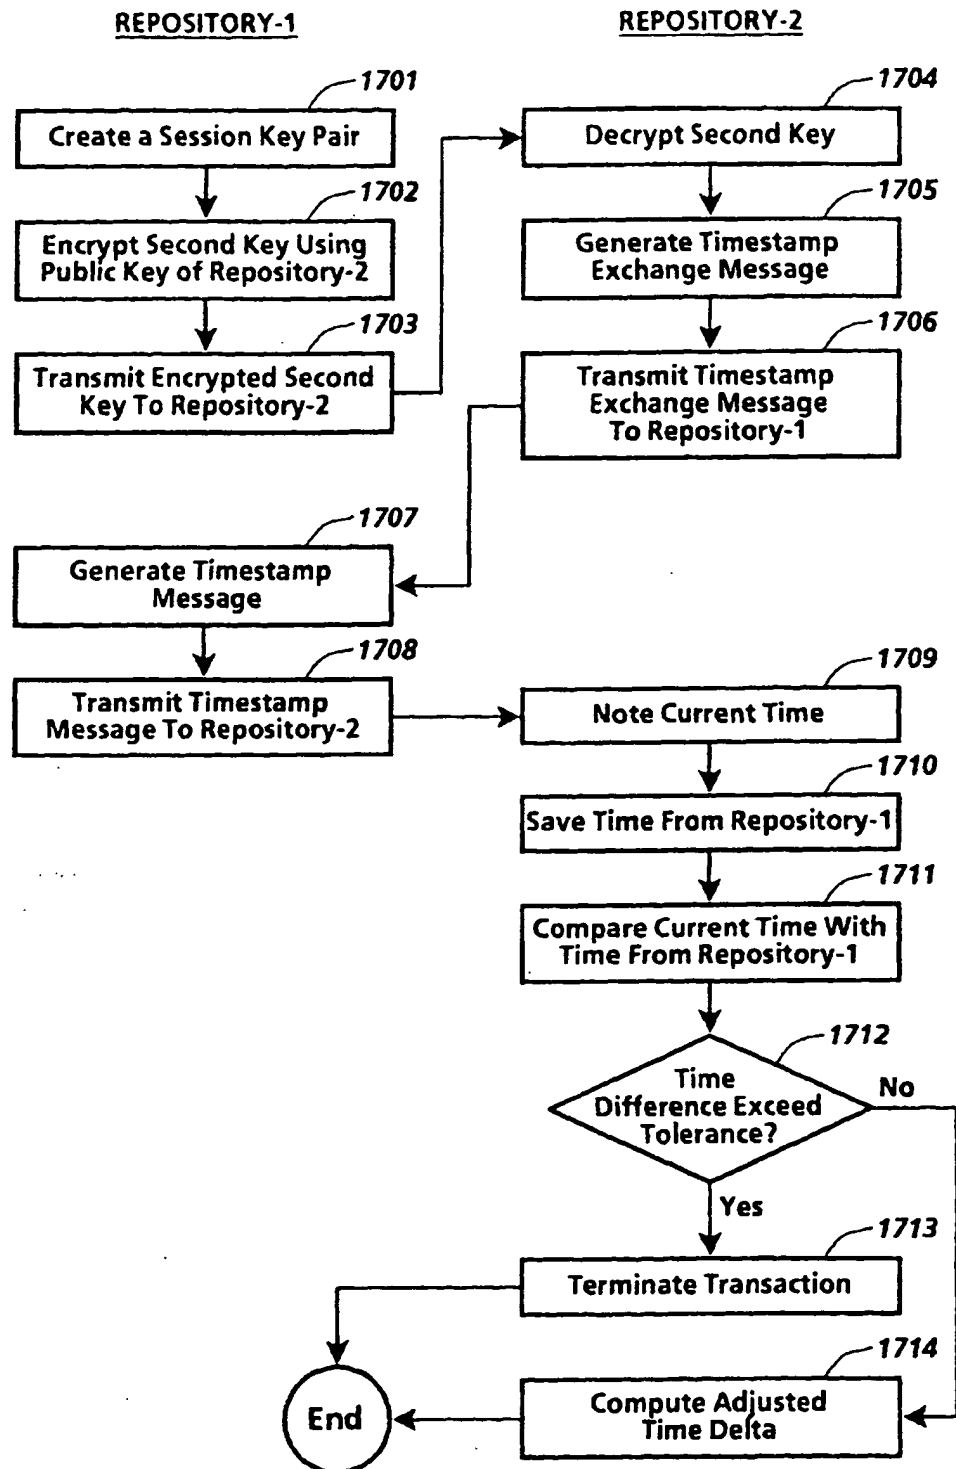 REPOSITORY-1
REPOSITORY-2
1701
Create a Session Key Pair
1702
Encrypt Second Key Using
Public Key of Repository-2
1703
Transmit Encrypted Second
Key To Repository-2
1704
Decrypt Second Key
1705
Generate Timestamp
Exchange Message
1706
Transmit Timestamp
Exchange Message
To Repository-1
1707
Generate Timestamp
Message
1708
Transmit Timestamp
Message To Repository-2
1709
Note Current Time
1710
Save Time From Repository-1
1711
Compare Current Time With
Time From Repository-1
1712
Time
Difference Exceed
Tolerance?
No
Yes
1713
Terminate Transaction
1714
Compute Adjusted
Time Delta
End